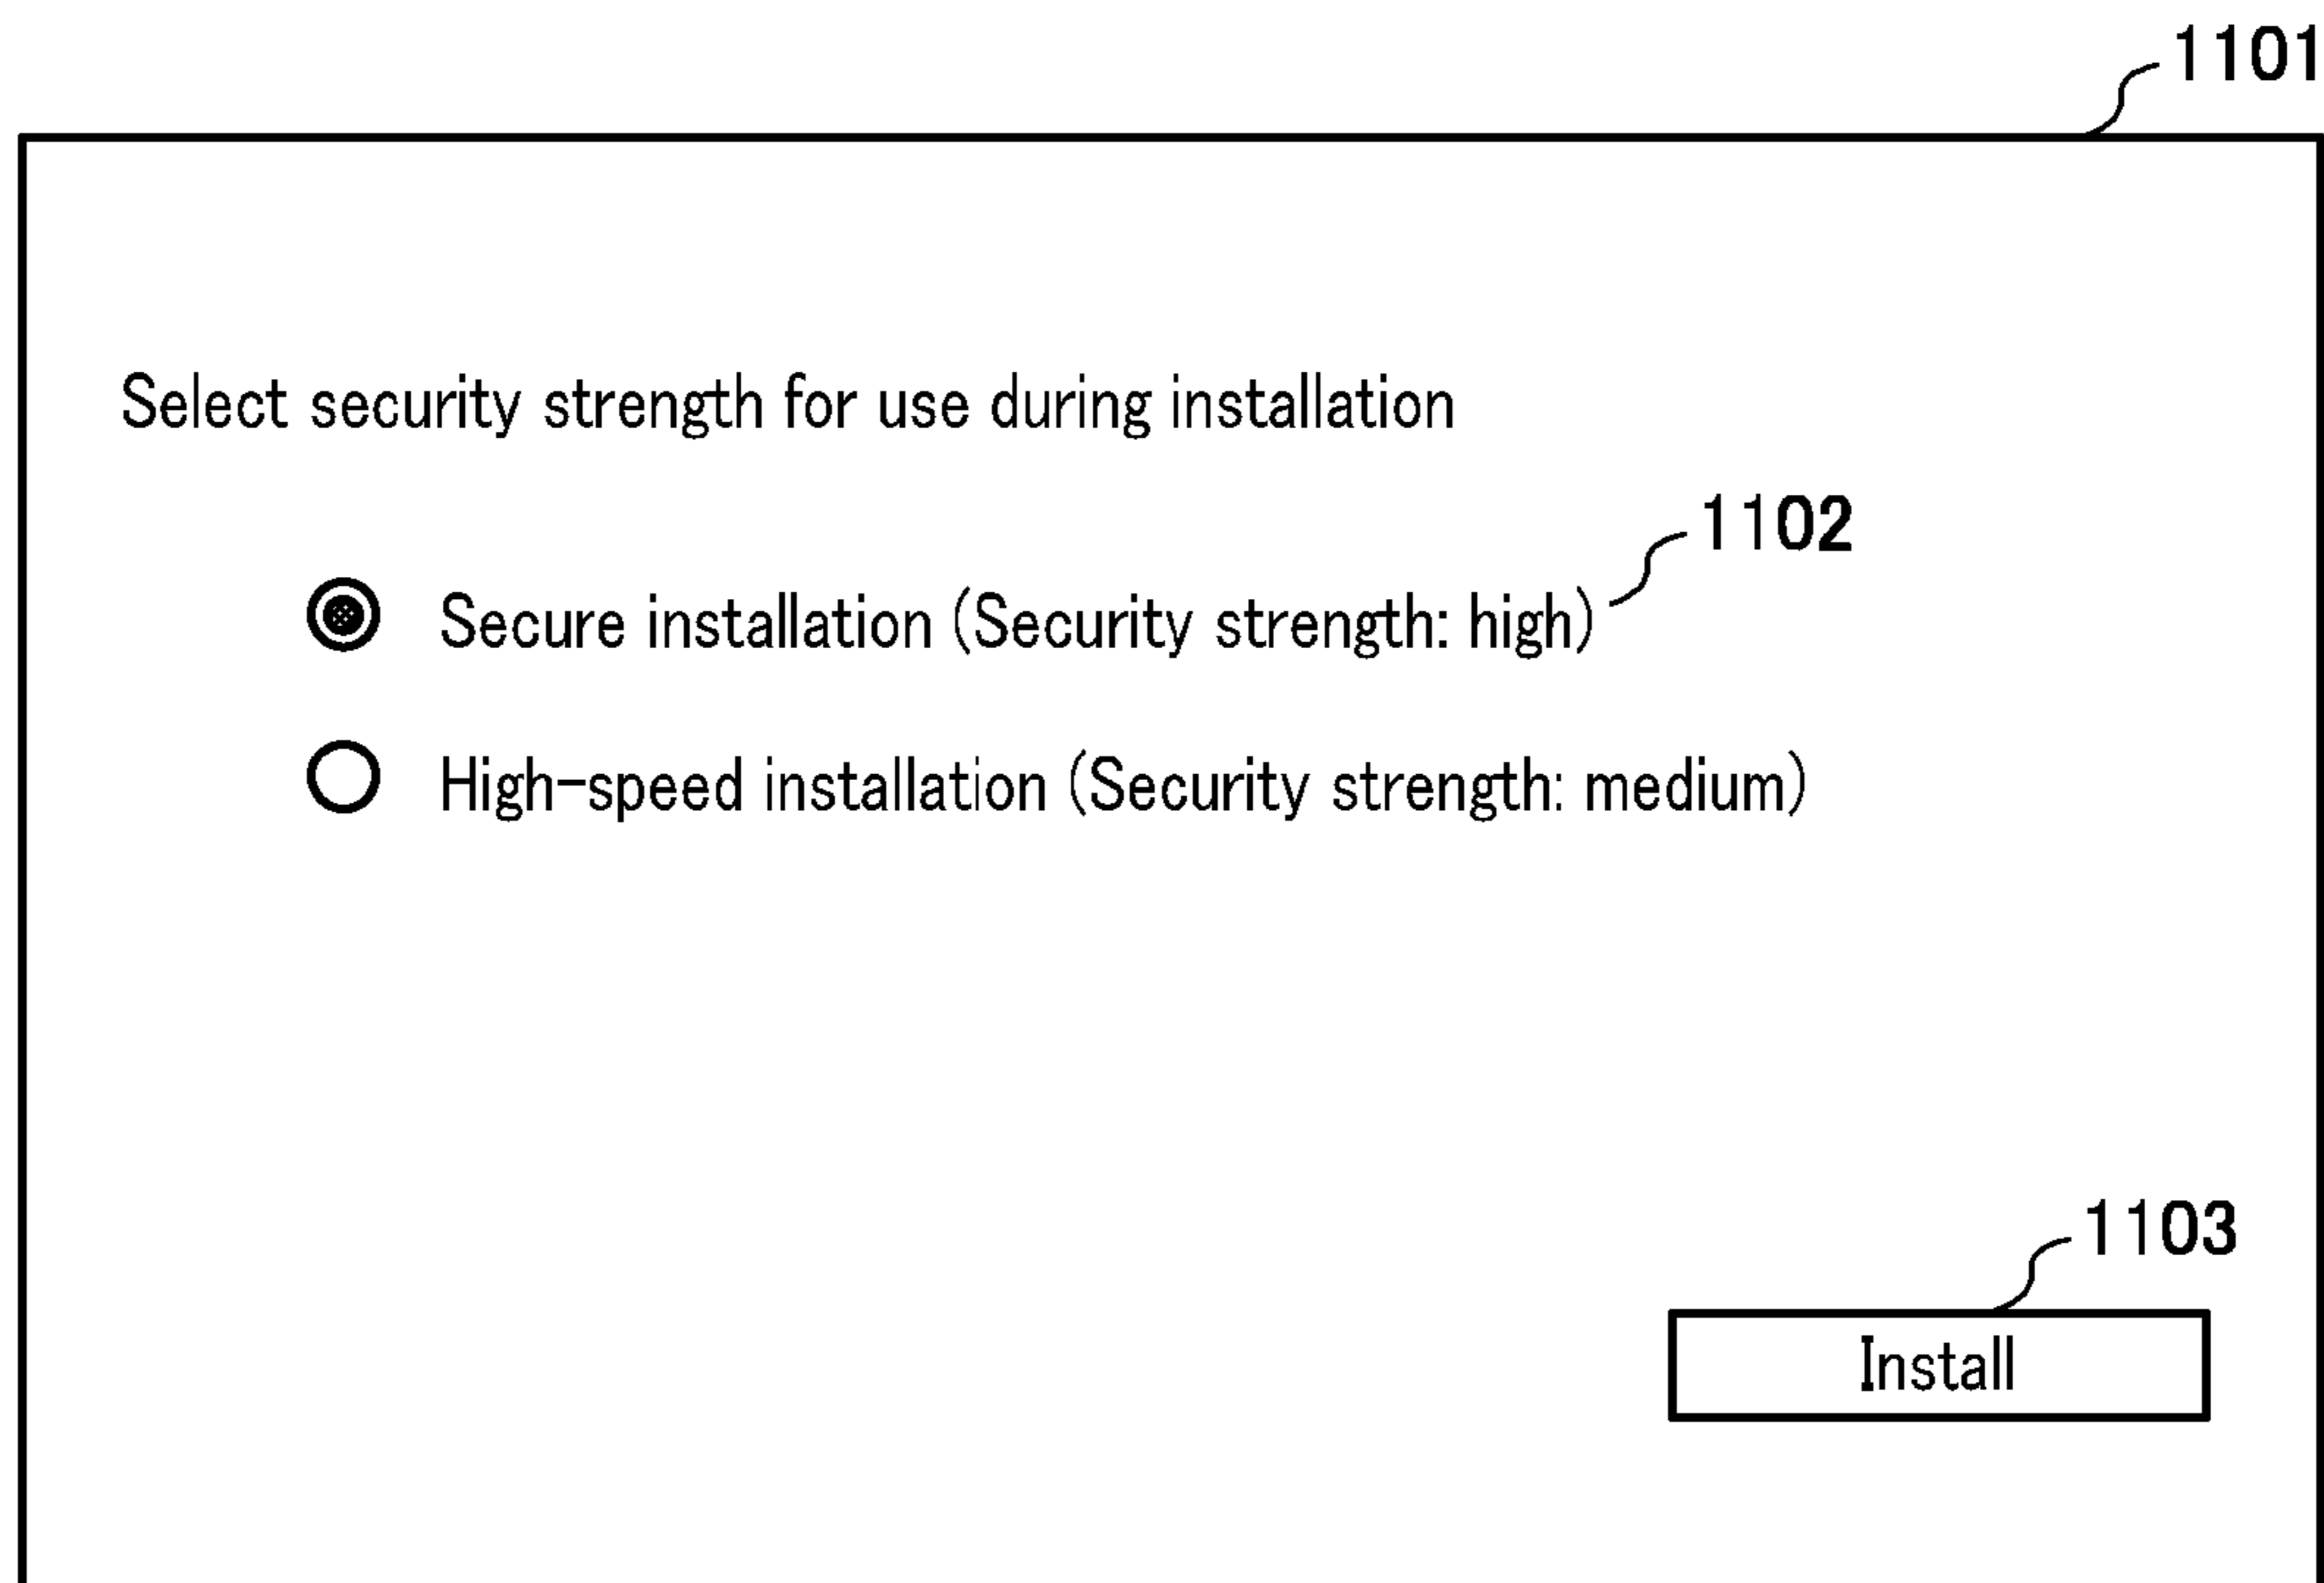 1101
Select security strength for use during installation
1102
Secure installation (Security strength: high)
High-speed installation (Security strength: medium)
1103
Install